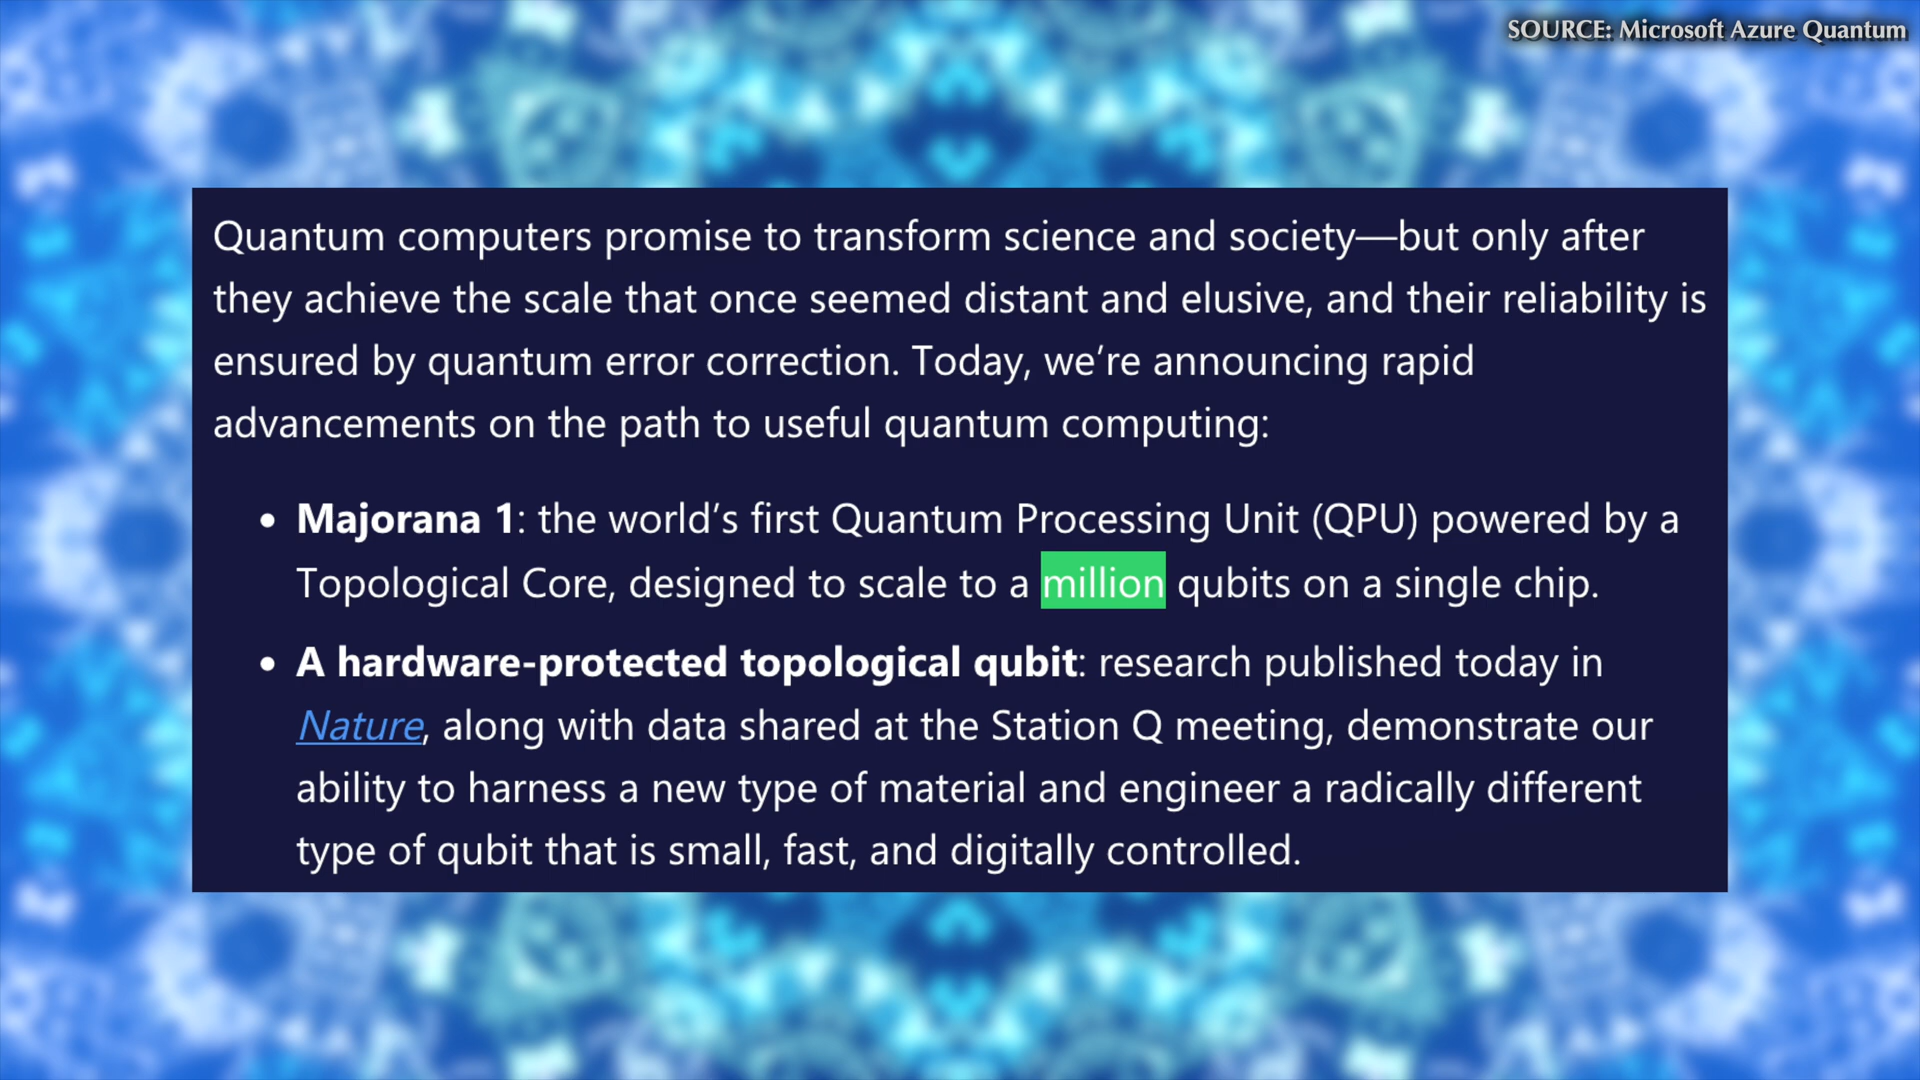 SOURCE: Microsoft Azure Quantum
Quantum computers promise to transform science and society—but only after
they achieve the scale that once seemed distant and elusive, and their reliability is
ensured by quantum error correction. Today, we’re announcing rapid
advancements on the path to useful quantum computing:
• Majorana 1: the world’s first Quantum Processing Unit (QPU) powered by a
Topological Core, designed to scale to a million qubits on a single chip.
• A hardware-protected topological qubit: research published today in
Nature, along with data shared at the Station Q meeting, demonstrate our
ability to harness a new type of material and engineer a radically different
type of qubit that is small, fast, and digitally controlled.